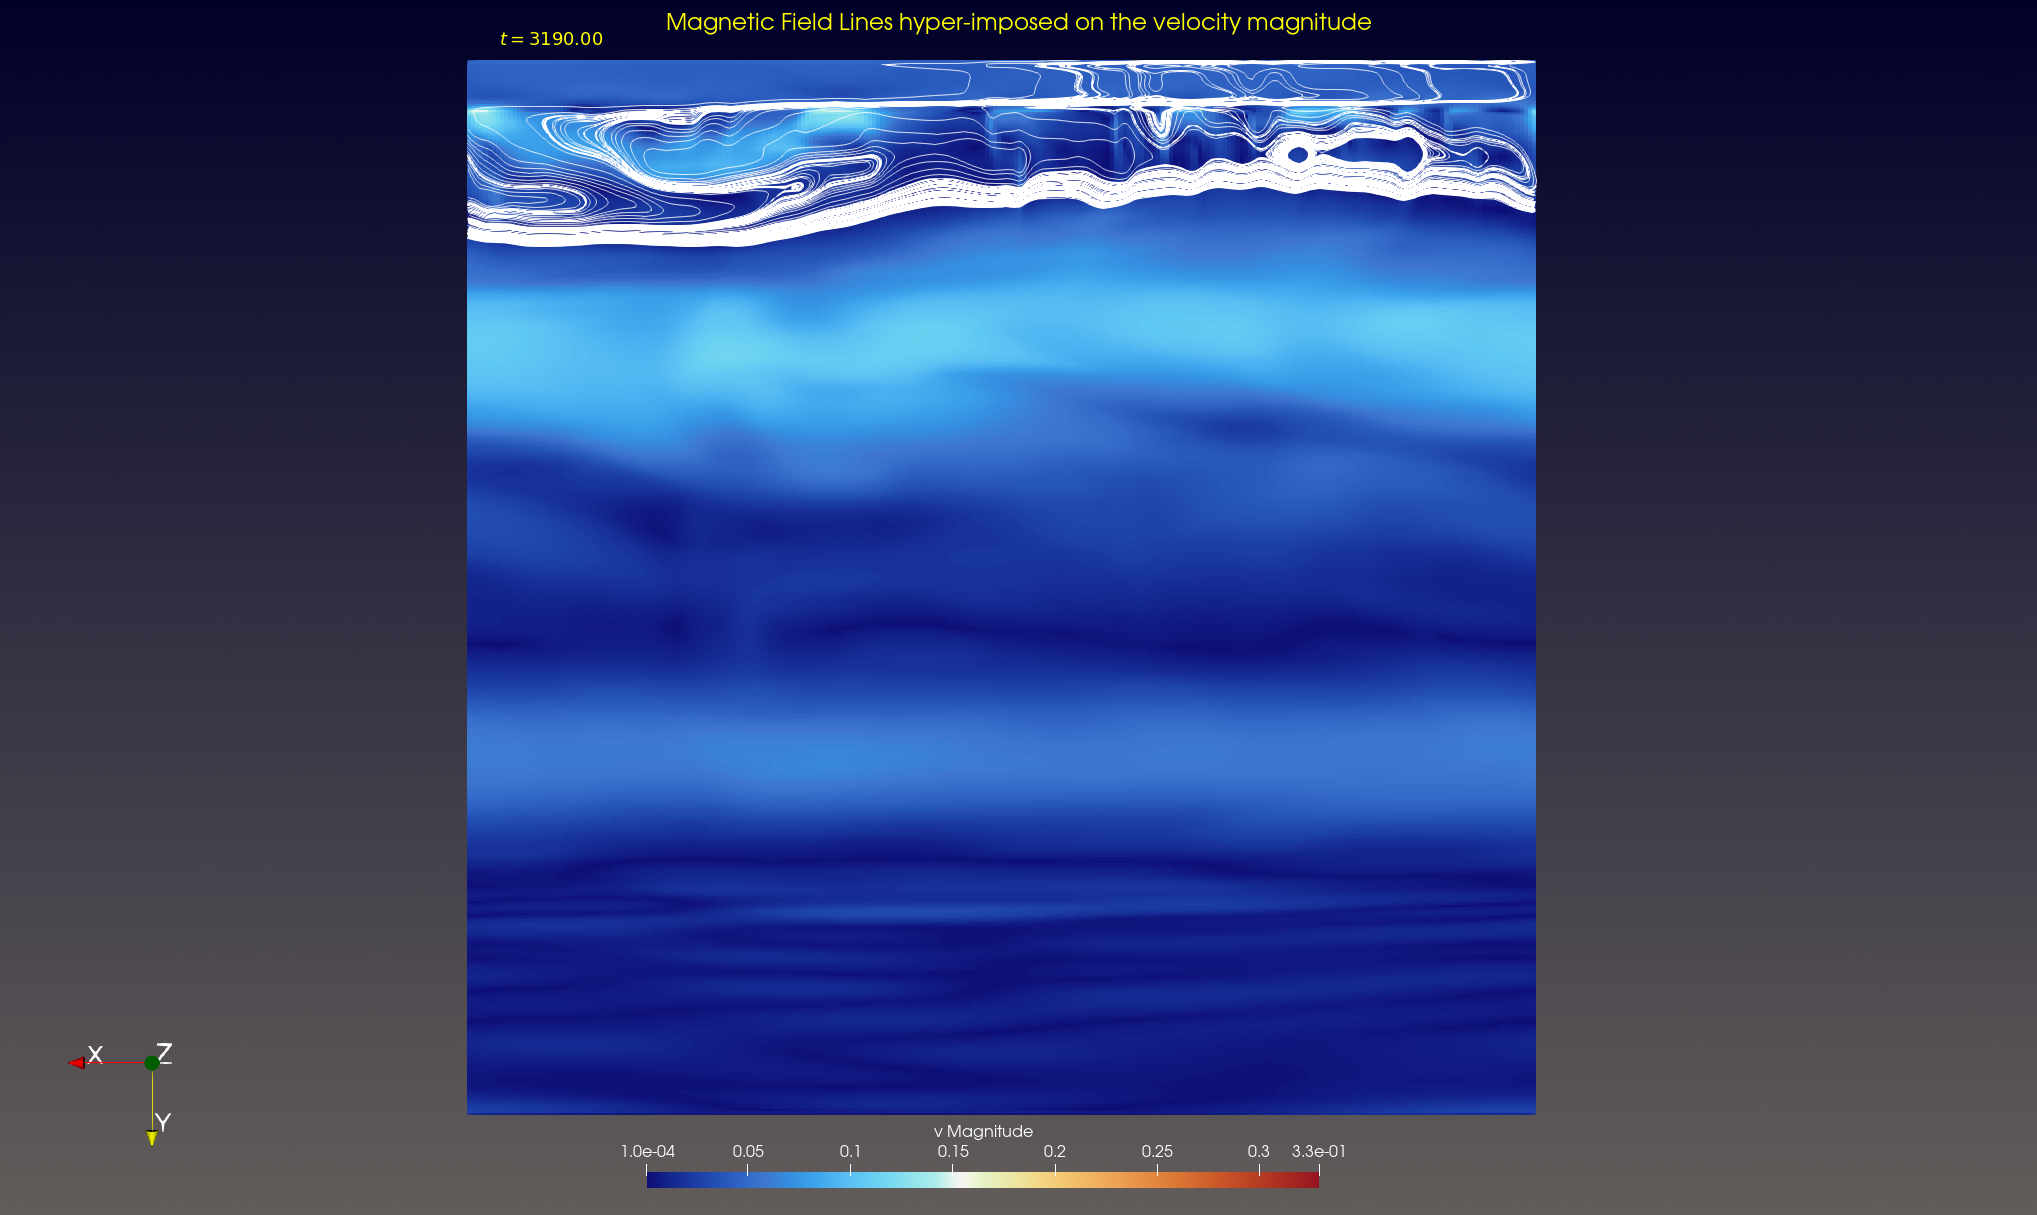 Magnetic Field Lines hyper-imposed on the velocity magnitude
t = 3190.00
X Z
Y
v Magnitude
1.0e-04 0.05 0.1 0.15 0.2 0.25 0.3 3.3e-01